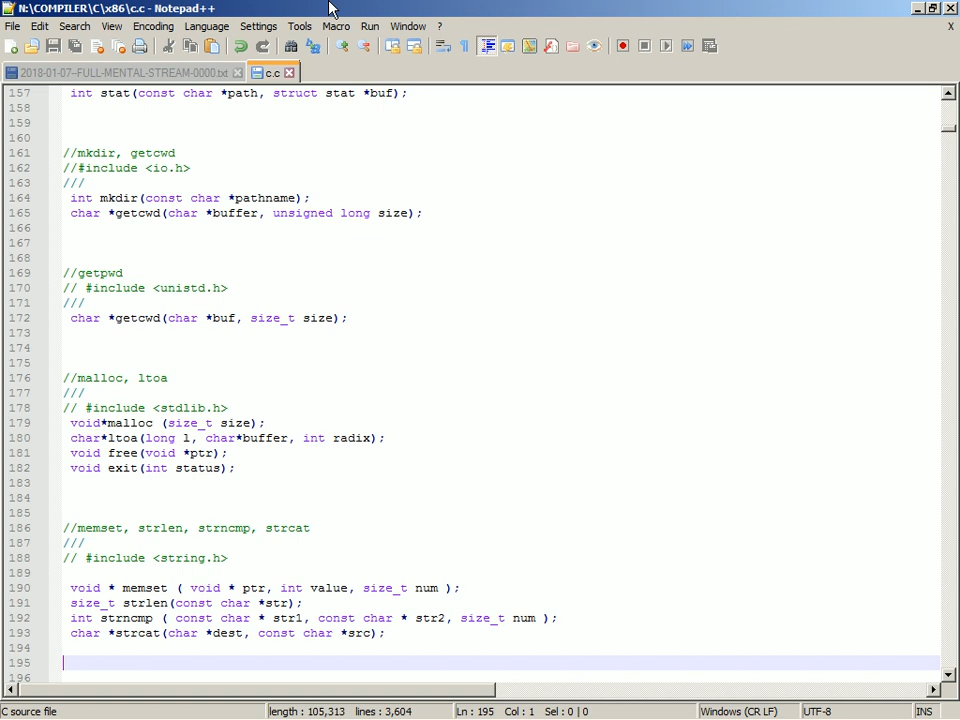 N:\COMPILER\C\x86\c.c - Notepad++
File Edit Search View Encoding Language Settings Tools Macro Run Window ? X
2018-01-07--FULL-MENTAL-STREAM-0000.txt c.c
157 int stat(const char *path, struct stat *buf);
158
159
160
161 //mkdir, getcwd
162 //#include <io.h>
163 ///
164 int mkdir(const char *pathname);
165 char *getcwd(char *buffer, unsigned long size);
166
167
168
169 //getpwd
170 // #include <unistd.h>
171 ///
172 char *getcwd(char *buf, size_t size);
173
174
175
176 //malloc, ltoa
177 ///
178 // #include <stdlib.h>
179 void*malloc (size_t size);
180 char*ltoa(long l, char*buffer, int radix);
181 void free(void *ptr);
182 void exit(int status);
183
184
185
186 //memset, strlen, strncmp, strcat
187 ///
188 // #include <string.h>
189
190 void * memset ( void * ptr, int value, size_t num );
191 size_t strlen(const char *str);
192 int strncmp ( const char * str1, const char * str2, size_t num );
193 char *strcat(char *dest, const char *src);
194
195
196
C source file length : 105,313 lines : 3,604 Ln : 195 Col : 1 Sel : 0 | 0 Windows (CR LF) UTF-8 INS